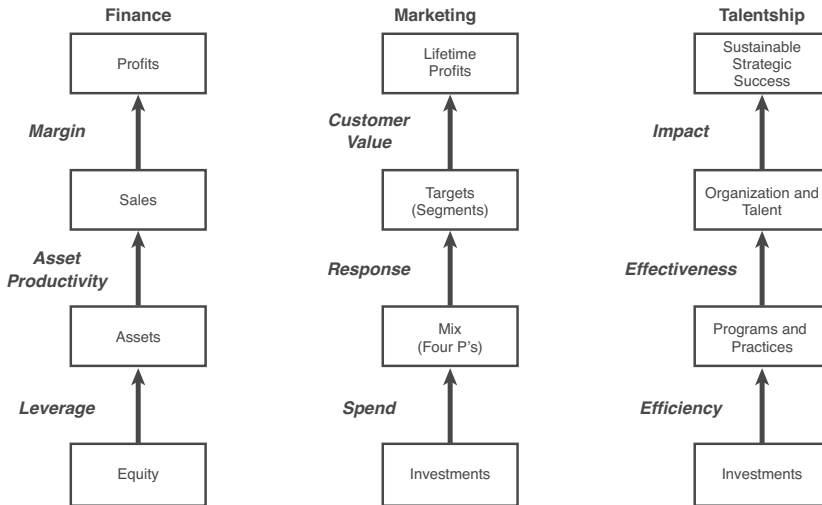 Finance
Profits
Margin
Sales
Asset
Productivity
Assets
Leverage
Equity
Marketing
Lifetime
Profits
Customer
Value
Targets
(Segments)
Response
Mix
(Four P's)
Spend
Investments
Talentship
Sustainable
Strategic
Success
Impact
Organization and
Talent
Effectiveness
Programs and
Practices
Efficiency
Investments